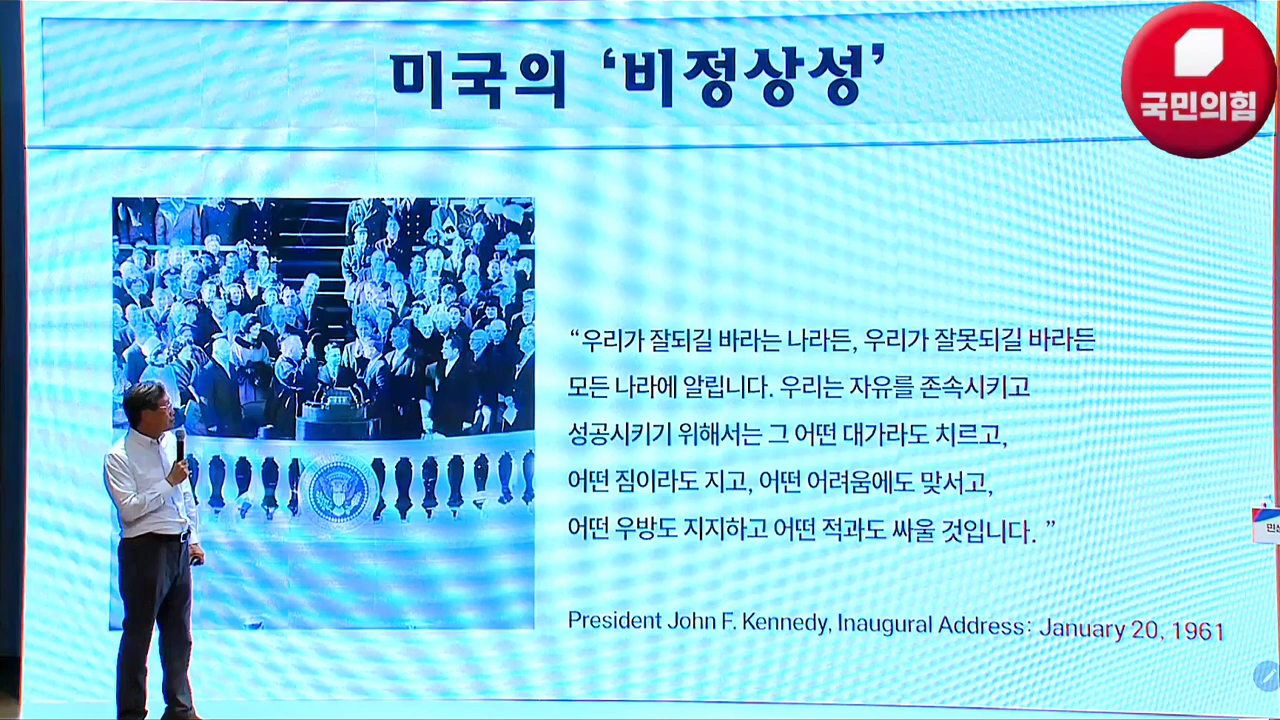 미국의 ‘비정상성’
국민의힘
“우리가 잘되길 바라는 나라든, 우리가 잘못되길 바라든
모든 나라에 알립니다. 우리는 자유를 존속시키고
성공시키기 위해서는 그 어떤 대가라도 치르고,
어떤 짐이라도 지고, 어떤 어려움에도 맞서고,
어떤 우방도 지지하고 어떤 적과도 싸울 것입니다. ”
President John F. Kennedy, Inaugural Address: January 20, 1961